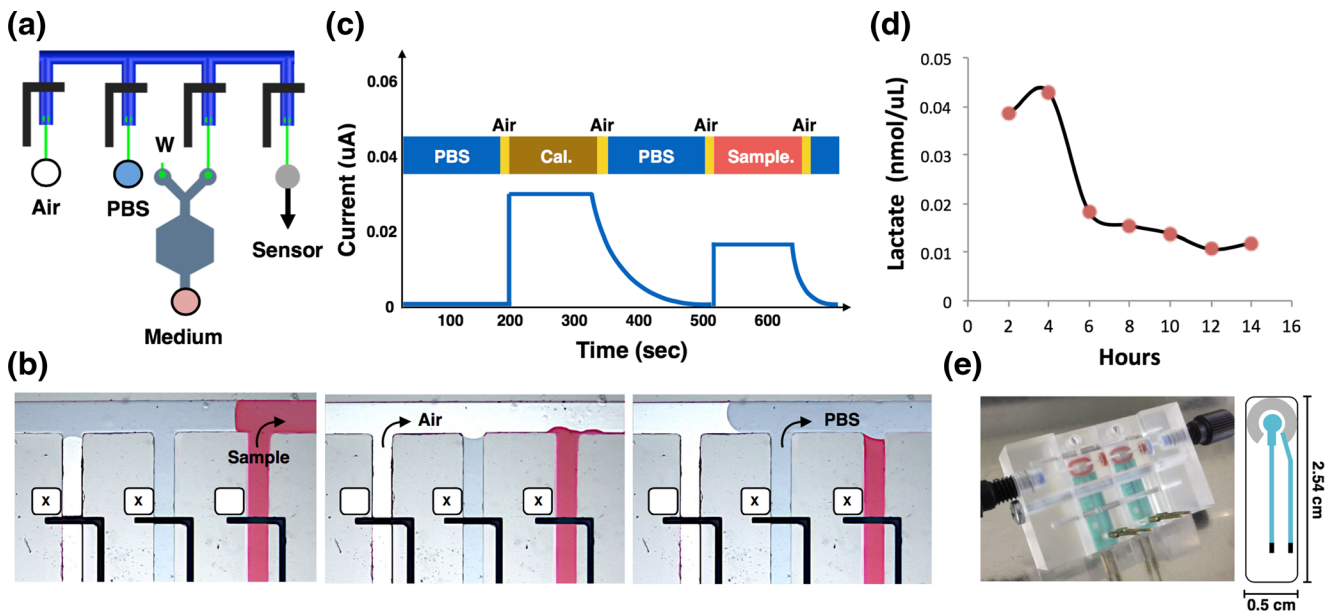 (a)
W
Air
PBS
Sensor
Medium
(b)
Sample
x
x
Air
x
x
PBS
x
x
(c)
Current (uA)
0.06
0.04
0.02
0
Air
Air
Air
Air
PBS
Cal.
PBS
Sample.
100
200
300
400
500
600
Time (sec)
(d)
Lactate (nmol/uL)
0.05
0.04
0.03
0.02
0.01
0
0
2
4
6
8
10
12
14
16
Hours
(e)
2.54 cm
0.5 cm